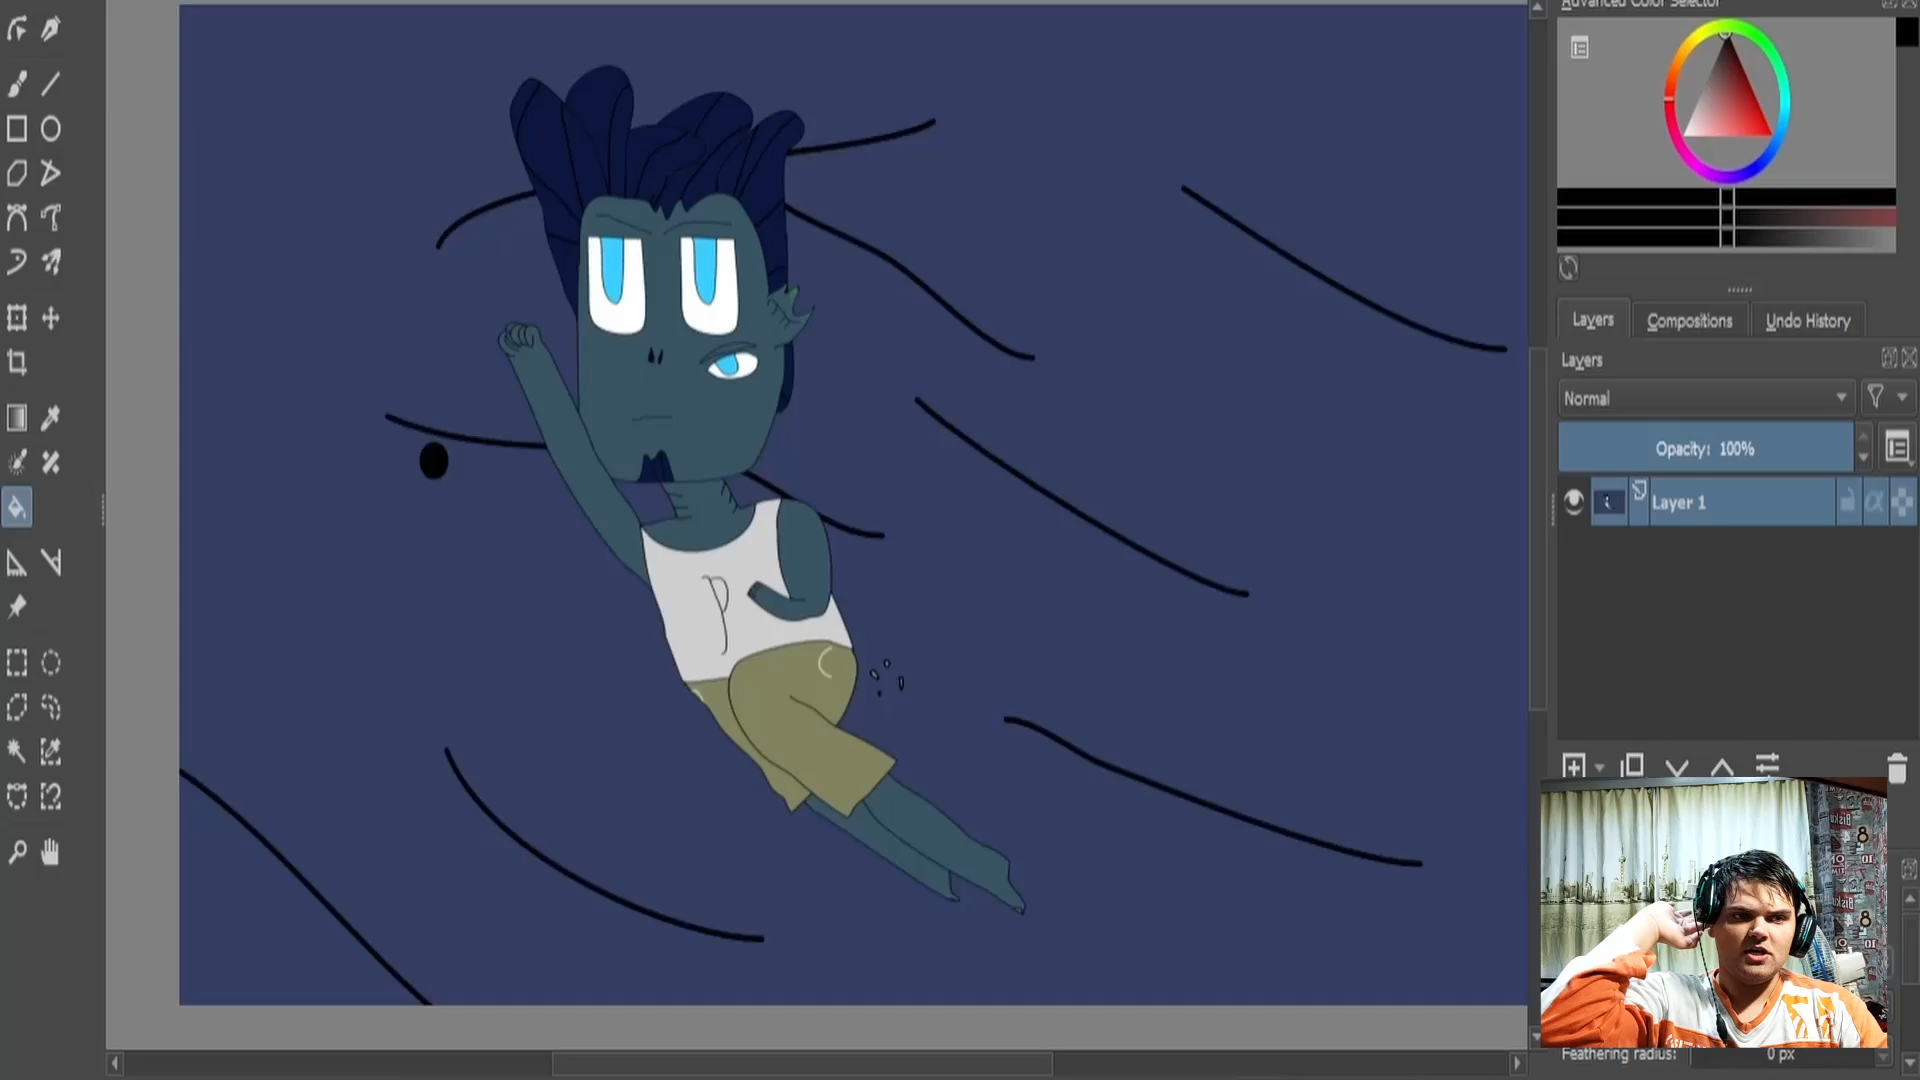 Advanced Color Selector
Layers
Compositions
Undo History
Layers
Normal
Opacity: 100%
Layer 1
P
Feathering radius:
0 px